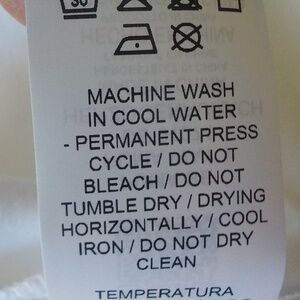 30
MACHINE WASH
IN COOL WATER
- PERMANENT PRESS
CYCLE / DO NOT
BLEACH / DO NOT
TUMBLE DRY / DRYING
HORIZONTALLY / COOL
IRON / DO NOT DRY
CLEAN
TEMPERATURA